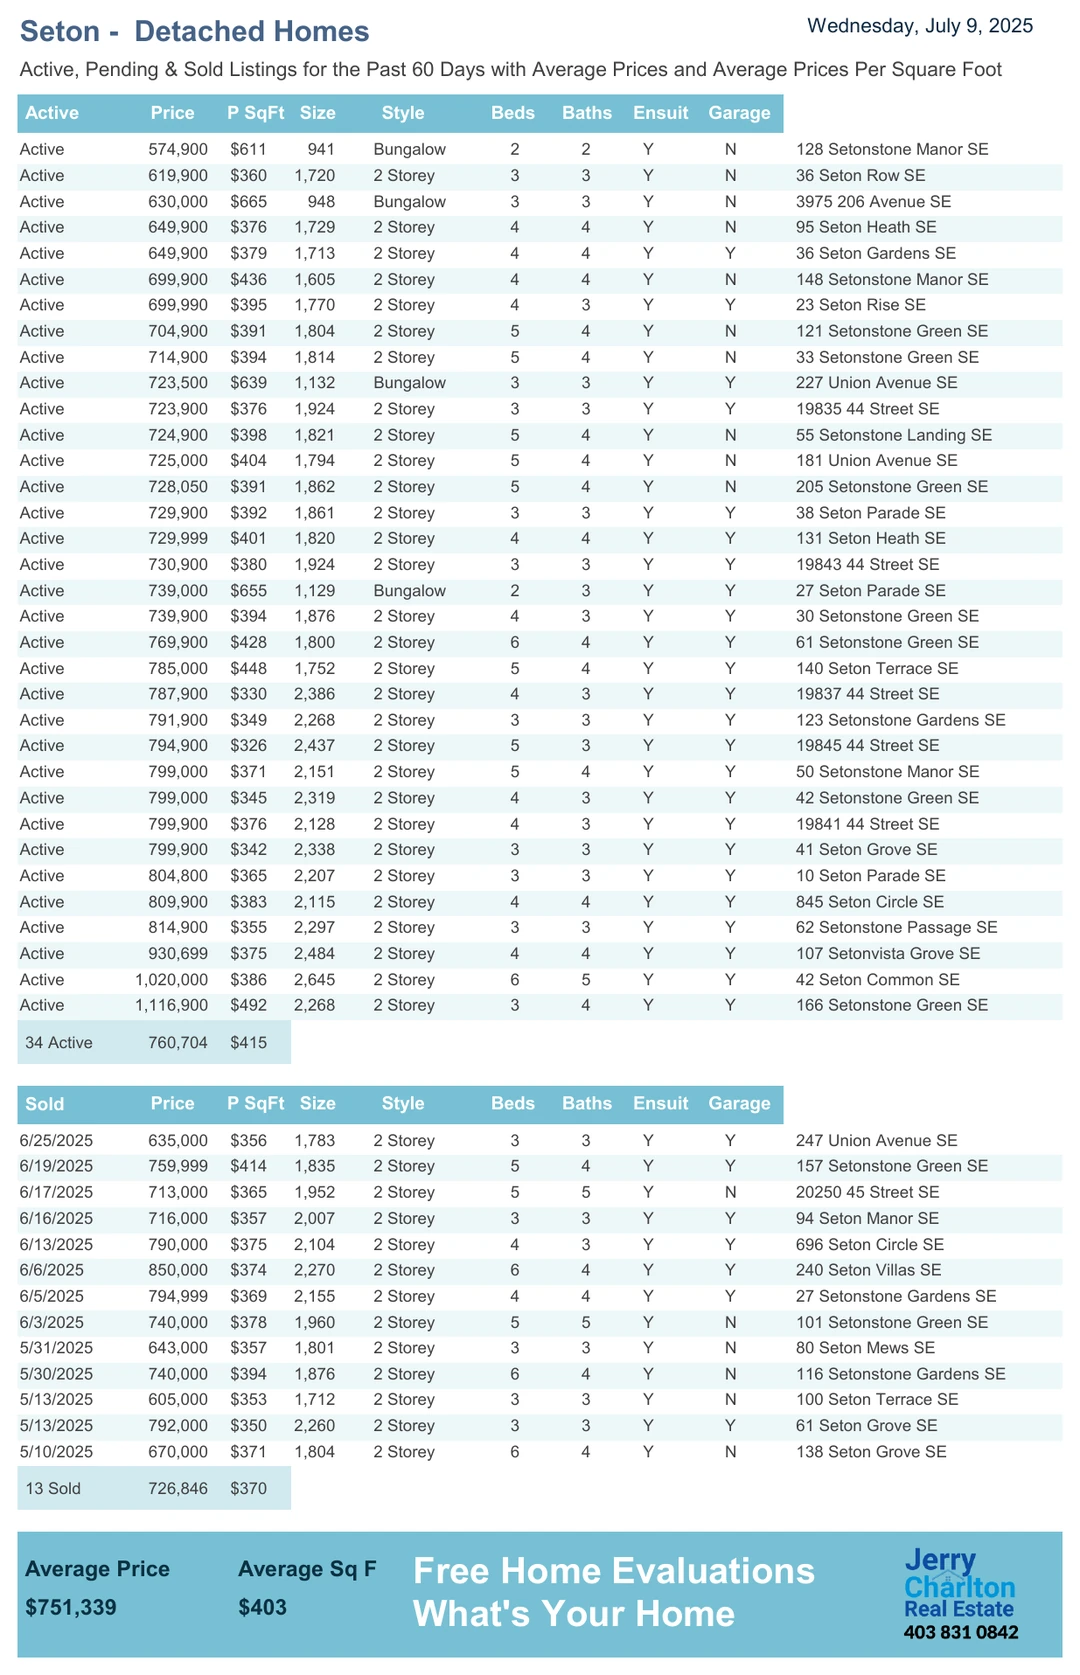 Seton - Detached Homes
Wednesday, July 9, 2025
Active, Pending & Sold Listings for the Past 60 Days with Average Prices and Average Prices Per Square Foot
Active Price P SqFt Size Style Beds Baths Ensuit Garage
Active 574,900 $611 941 Bungalow 2 2 Y N 128 Setonstone Manor SE
Active 619,900 $360 1,720 2 Storey 3 3 Y N 36 Seton Row SE
Active 630,000 $665 948 Bungalow 3 3 Y N 3975 206 Avenue SE
Active 649,900 $376 1,729 2 Storey 4 4 Y N 95 Seton Heath SE
Active 649,900 $379 1,713 2 Storey 4 4 Y Y 36 Seton Gardens SE
Active 699,900 $436 1,605 2 Storey 4 4 Y N 148 Setonstone Manor SE
Active 699,990 $395 1,770 2 Storey 4 3 Y Y 23 Seton Rise SE
Active 704,900 $391 1,804 2 Storey 5 4 Y N 121 Setonstone Green SE
Active 714,900 $394 1,814 2 Storey 5 4 Y N 33 Setonstone Green SE
Active 723,500 $639 1,132 Bungalow 3 3 Y Y 227 Union Avenue SE
Active 723,900 $376 1,924 2 Storey 3 3 Y Y 19835 44 Street SE
Active 724,900 $398 1,821 2 Storey 5 4 Y N 55 Setonstone Landing SE
Active 725,000 $404 1,794 2 Storey 5 4 Y N 181 Union Avenue SE
Active 728,050 $391 1,862 2 Storey 5 4 Y N 205 Setonstone Green SE
Active 729,900 $392 1,861 2 Storey 3 3 Y Y 38 Seton Parade SE
Active 729,999 $401 1,820 2 Storey 4 4 Y Y 131 Seton Heath SE
Active 730,900 $380 1,924 2 Storey 3 3 Y Y 19843 44 Street SE
Active 739,000 $655 1,129 Bungalow 2 3 Y Y 27 Seton Parade SE
Active 739,900 $394 1,876 2 Storey 4 3 Y Y 30 Setonstone Green SE
Active 769,900 $428 1,800 2 Storey 6 4 Y Y 61 Setonstone Green SE
Active 785,000 $448 1,752 2 Storey 5 4 Y Y 140 Seton Terrace SE
Active 787,900 $330 2,386 2 Storey 4 3 Y Y 19837 44 Street SE
Active 791,900 $349 2,268 2 Storey 3 3 Y Y 123 Setonstone Gardens SE
Active 794,900 $326 2,437 2 Storey 5 3 Y Y 19845 44 Street SE
Active 799,000 $371 2,151 2 Storey 5 4 Y Y 50 Setonstone Manor SE
Active 799,000 $345 2,319 2 Storey 4 3 Y Y 42 Setonstone Green SE
Active 799,900 $376 2,128 2 Storey 4 3 Y Y 19841 44 Street SE
Active 799,900 $342 2,338 2 Storey 3 3 Y Y 41 Seton Grove SE
Active 804,800 $365 2,207 2 Storey 3 3 Y Y 10 Seton Parade SE
Active 809,900 $383 2,115 2 Storey 4 4 Y Y 845 Seton Circle SE
Active 814,900 $355 2,297 2 Storey 3 3 Y Y 62 Setonstone Passage SE
Active 930,699 $375 2,484 2 Storey 4 4 Y Y 107 Setonvista Grove SE
Active 1,020,000 $386 2,645 2 Storey 6 5 Y Y 42 Seton Common SE
Active 1,116,900 $492 2,268 2 Storey 3 4 Y Y 166 Setonstone Green SE
34 Active 760,704 $415
Sold Price P SqFt Size Style Beds Baths Ensuit Garage
6/25/2025 635,000 $356 1,783 2 Storey 3 3 Y Y 247 Union Avenue SE
6/19/2025 759,999 $414 1,835 2 Storey 5 4 Y Y 157 Setonstone Green SE
6/17/2025 713,000 $365 1,952 2 Storey 5 5 Y N 20250 45 Street SE
6/16/2025 716,000 $357 2,007 2 Storey 3 3 Y Y 94 Seton Manor SE
6/13/2025 790,000 $375 2,104 2 Storey 4 3 Y Y 696 Seton Circle SE
6/6/2025 850,000 $374 2,270 2 Storey 6 4 Y Y 240 Seton Villas SE
6/5/2025 794,999 $369 2,155 2 Storey 4 4 Y Y 27 Setonstone Gardens SE
6/3/2025 740,000 $378 1,960 2 Storey 5 5 Y N 101 Setonstone Green SE
5/31/2025 643,000 $357 1,801 2 Storey 3 3 Y N 80 Seton Mews SE
5/30/2025 740,000 $394 1,876 2 Storey 6 4 Y N 116 Setonstone Gardens SE
5/13/2025 605,000 $353 1,712 2 Storey 3 3 Y N 100 Seton Terrace SE
5/13/2025 792,000 $350 2,260 2 Storey 3 3 Y Y 61 Seton Grove SE
5/10/2025 670,000 $371 1,804 2 Storey 6 4 Y N 138 Seton Grove SE
13 Sold 726,846 $370
Average Price Average Sq F
$751,339 $403
Free Home Evaluations
What's Your Home
Jerry
Charlton
Real Estate
403 831 0842